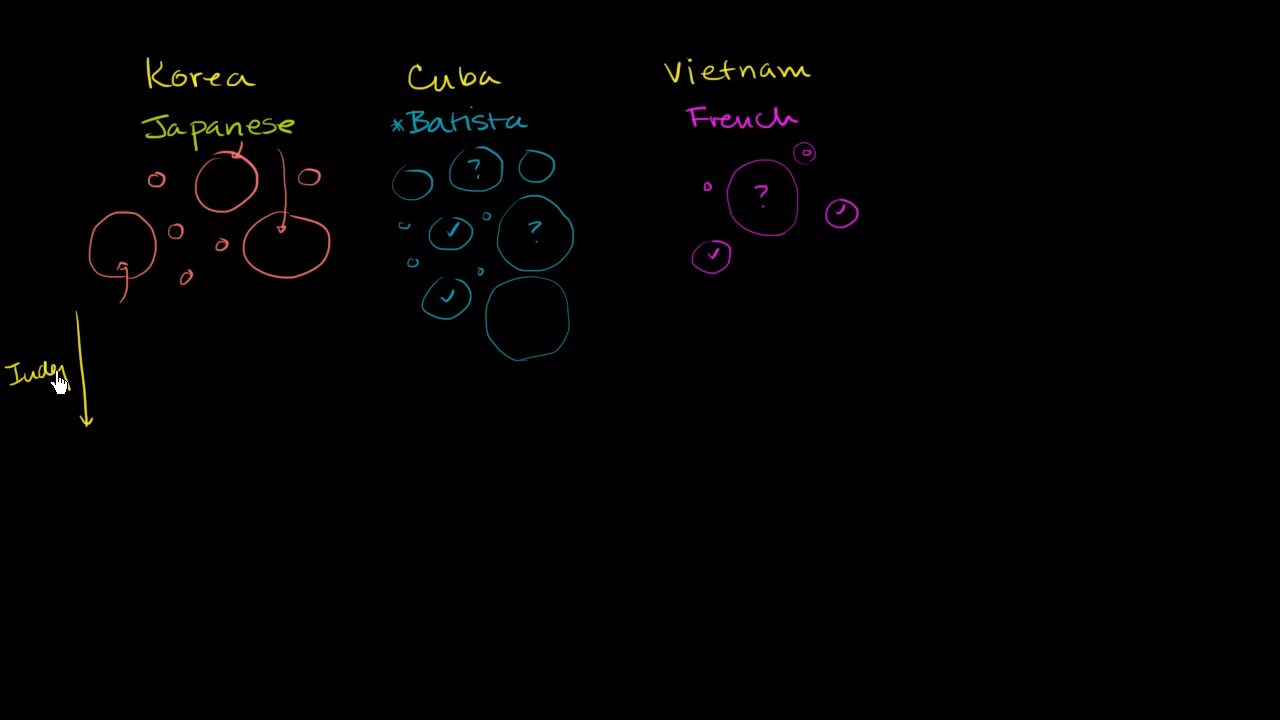 Korea
Cuba
Vietnam
Japanese
*Batista
French
?
?
?